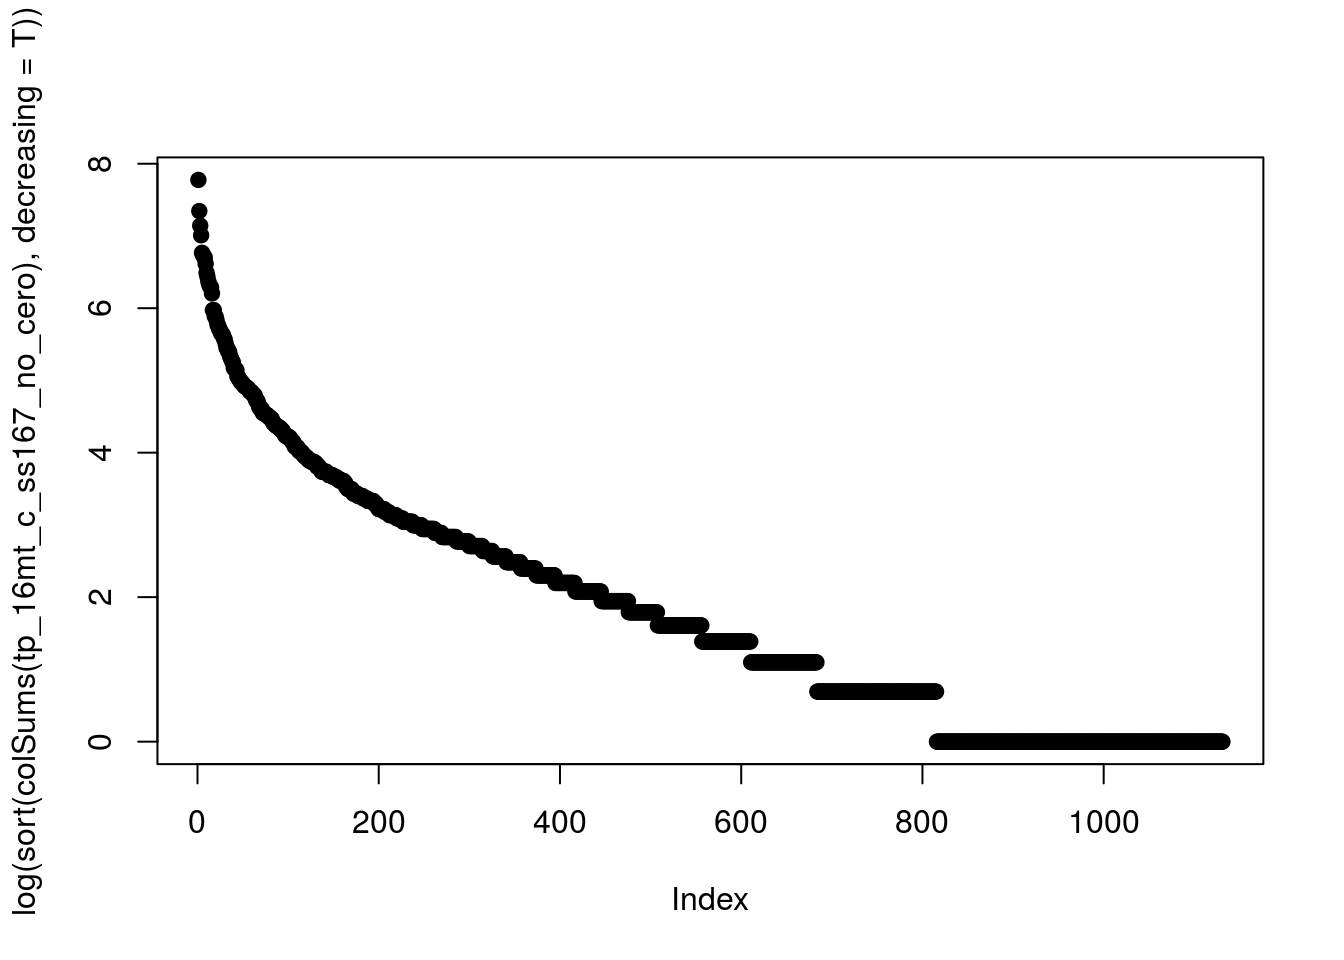 log(sort(colSums(tp_16mt_c_ss167_no_cero), decreasing = T))
8
6
4
2
0
0 200 400 600 800 1000
Index